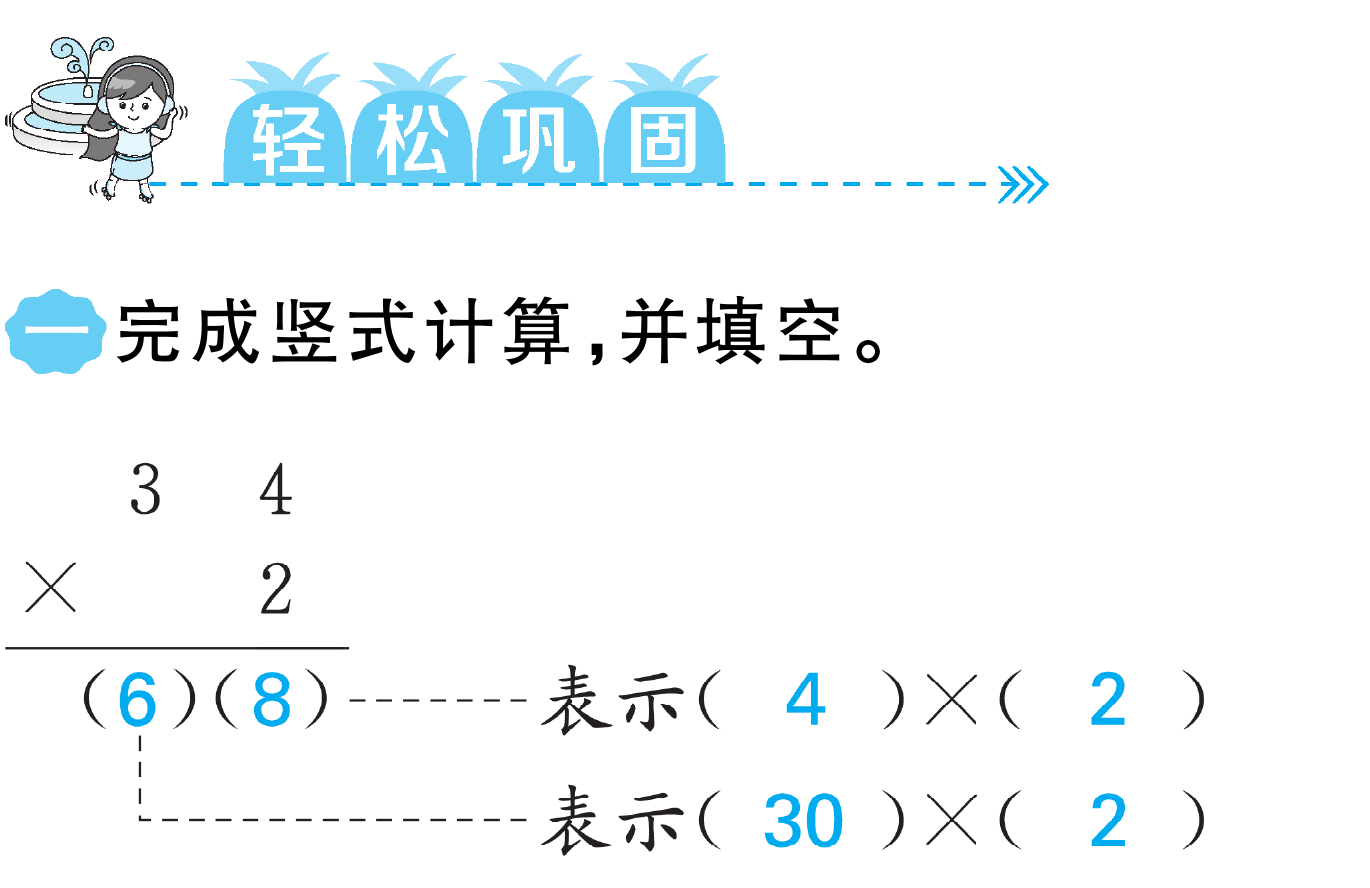 轻松巩固
一 完成竖式计算,并填空。
3 4
× 2
(6)(8) 表示( 4 )×( 2 )
表示( 30 )×( 2 )